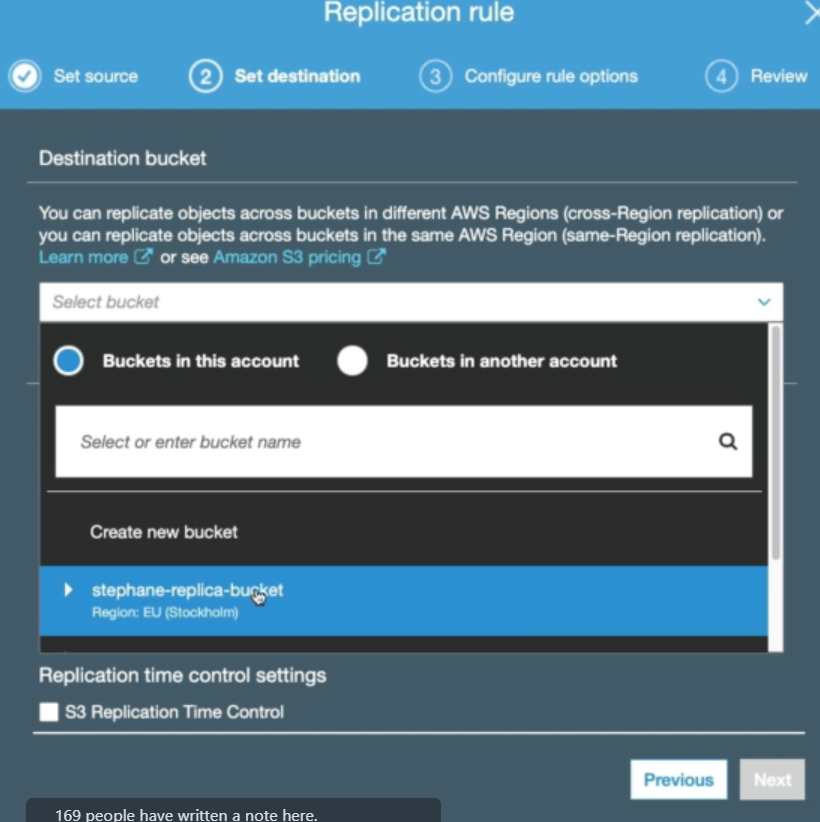 Replication rule
Set source
2 Set destination
3 Configure rule options
4 Review
Destination bucket
You can replicate objects across buckets in different AWS Regions (cross-Region replication) or
you can replicate objects across buckets in the same AWS Region (same-Region replication).
Learn more or see Amazon S3 pricing
Select bucket
Buckets in this account
Buckets in another account
Select or enter bucket name
Create new bucket
stephane-replica-bucket
Region: EU (Stockholm)
Replication time control settings
S3 Replication Time Control
Previous
Next
169 people have written a note here.